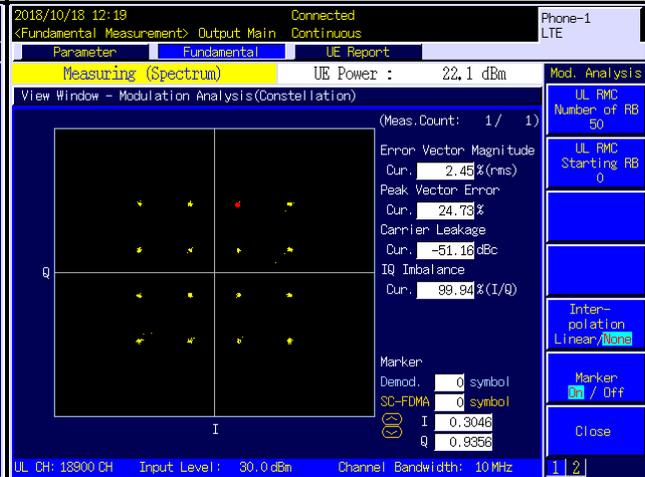 2018/10/18 12:19 Connected Phone-1
<Fundamental Measurement> Output Main Continuous LTE
Parameter Fundamental UE Report
Measuring (Spectrum) UE Power : 22.1 dBm Mod. Analysis
View Window - Modulation Analysis(Constellation)
(Meas.Count: 1/ 1)
Error Vector Magnitude
Cur. 2.45 %(rms)
Peak Vector Error
Cur. 24.73 %
Carrier Leakage
Cur. -51.16 dBc
IQ Imbalance
Cur. 99.94 %(I/Q)
Q
I
Marker
Demod. 0 symbol
SC-FDMA 0 symbol
I 0.3046
Q 0.9356
UL RMC
Number of RB
50
UL RMC
Starting RB
0
Inter-
polation
Linear/None
Marker
On / Off
Close
UL CH: 18900 CH Input Level: 30.0 dBm Channel Bandwidth: 10 MHz 1 2